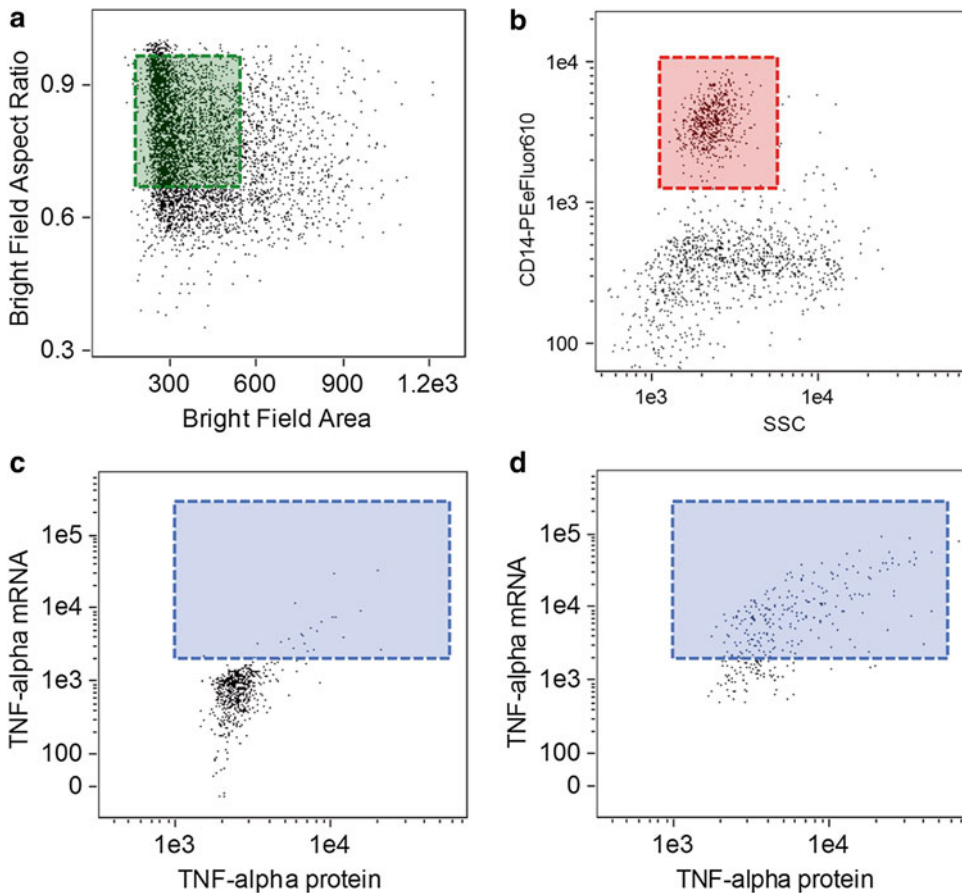 a
Bright Field Aspect Ratio
0.9
0.6
0.3
300 600 900 1.2e3
Bright Field Area
b
CD14-PEeFluor610
1e4
1e3
100
1e3 1e4
SSC
c
TNF-alpha mRNA
1e5
1e4
1e3
100
0
1e3 1e4
TNF-alpha protein
d
TNF-alpha mRNA
1e5
1e4
1e3
100
0
1e3 1e4
TNF-alpha protein